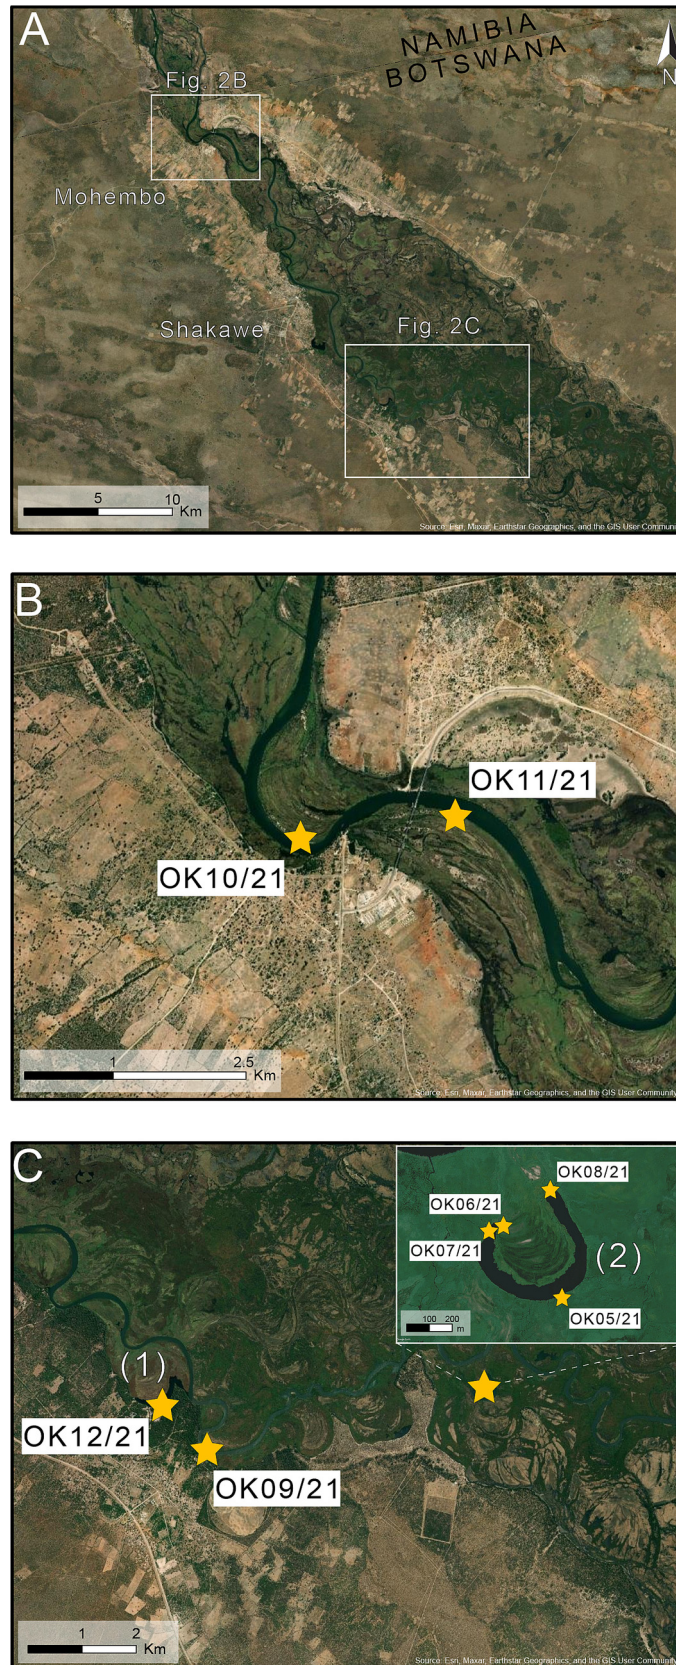 A
NAMIBIA
BOTSWANA
N
Fig. 2B
Mohembo
Shakawe
Fig. 2C
5 10
Km
Source: Esri, Maxar, Earthstar Geographics, and the GIS User Communi
B
OK11/21
OK10/21
1 2.5
Km
Source: Esri, Maxar, Earthstar Geographics, and the GIS User Community
C
OK08/21
OK06/21
OK07/21
(2)
OK05/21
100 200
m
(1)
OK12/21
OK09/21
1 2
Km
Source: Esri, Maxar, Earthstar Geographics, and the GIS User Community